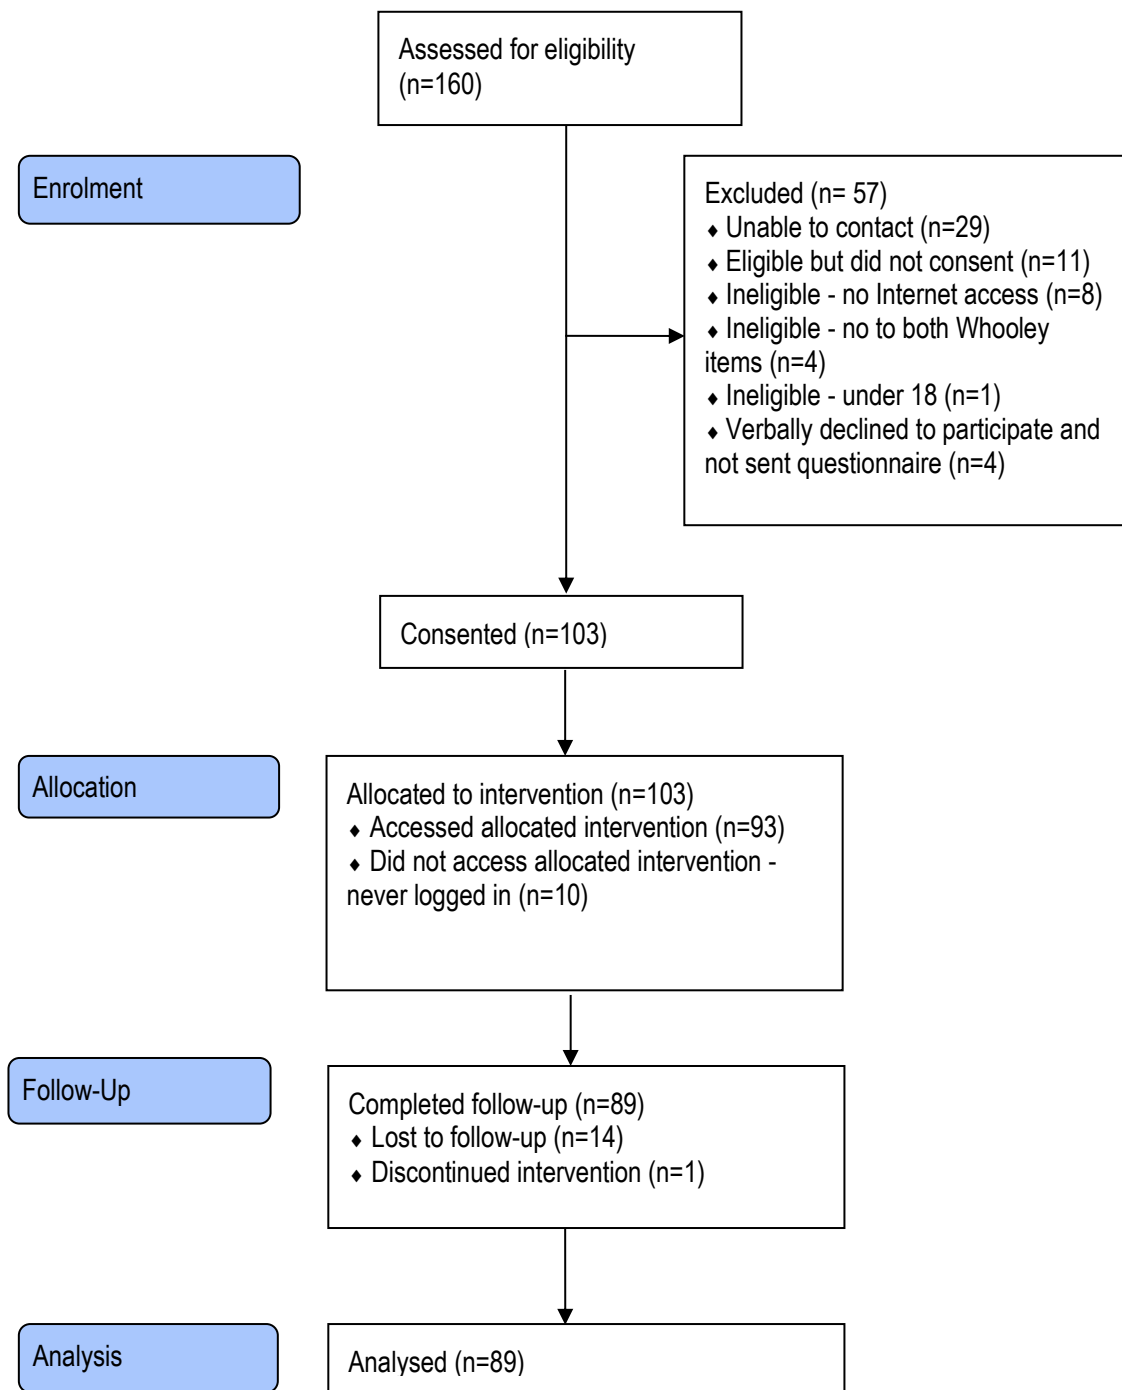 Assessed for eligibility
(n=160)
Enrolment
Excluded (n= 57)
♦ Unable to contact (n=29)
♦ Eligible but did not consent (n=11)
♦ Ineligible - no Internet access (n=8)
♦ Ineligible - no to both Whooley
items (n=4)
♦ Ineligible - under 18 (n=1)
♦ Verbally declined to participate and
not sent questionnaire (n=4)
Consented (n=103)
Allocation
Allocated to intervention (n=103)
♦ Accessed allocated intervention (n=93)
♦ Did not access allocated intervention -
never logged in (n=10)
Follow-Up
Completed follow-up (n=89)
♦ Lost to follow-up (n=14)
♦ Discontinued intervention (n=1)
Analysis
Analysed (n=89)